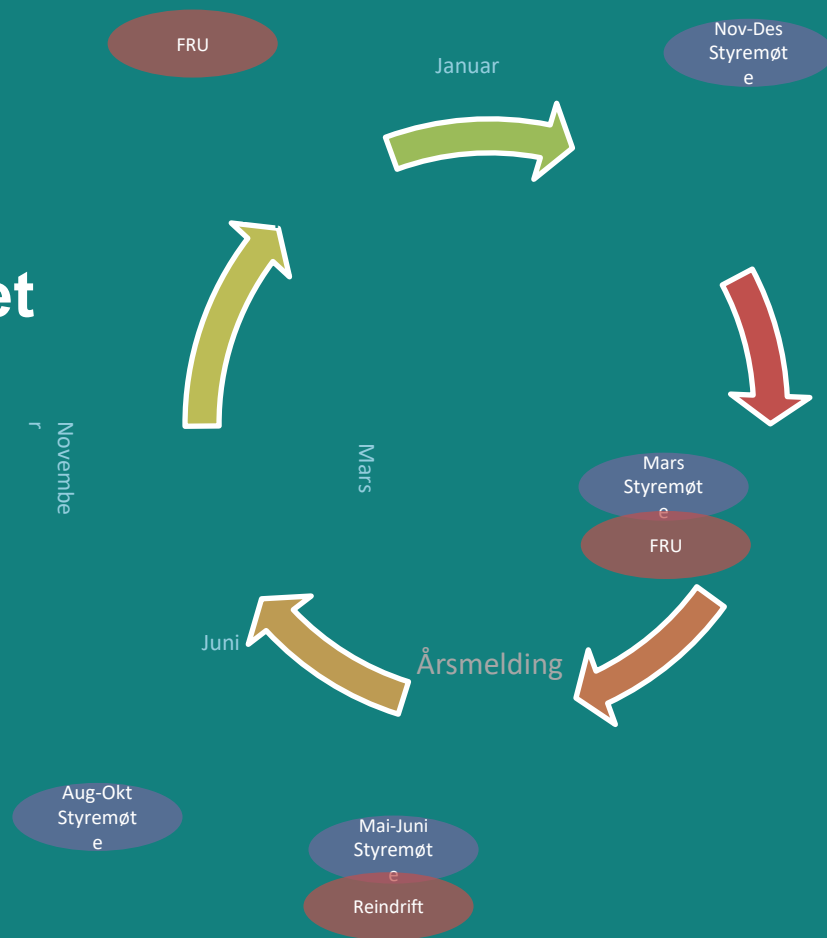 FRU
Nov-Des
Styremøt
e
Januar
et
Novembe
r
Mars
Mars
Styremøt
e
FRU
Juni
Årsmelding
Aug-Okt
Styremøt
e
Mai-Juni
Styremøt
e
Reindrift